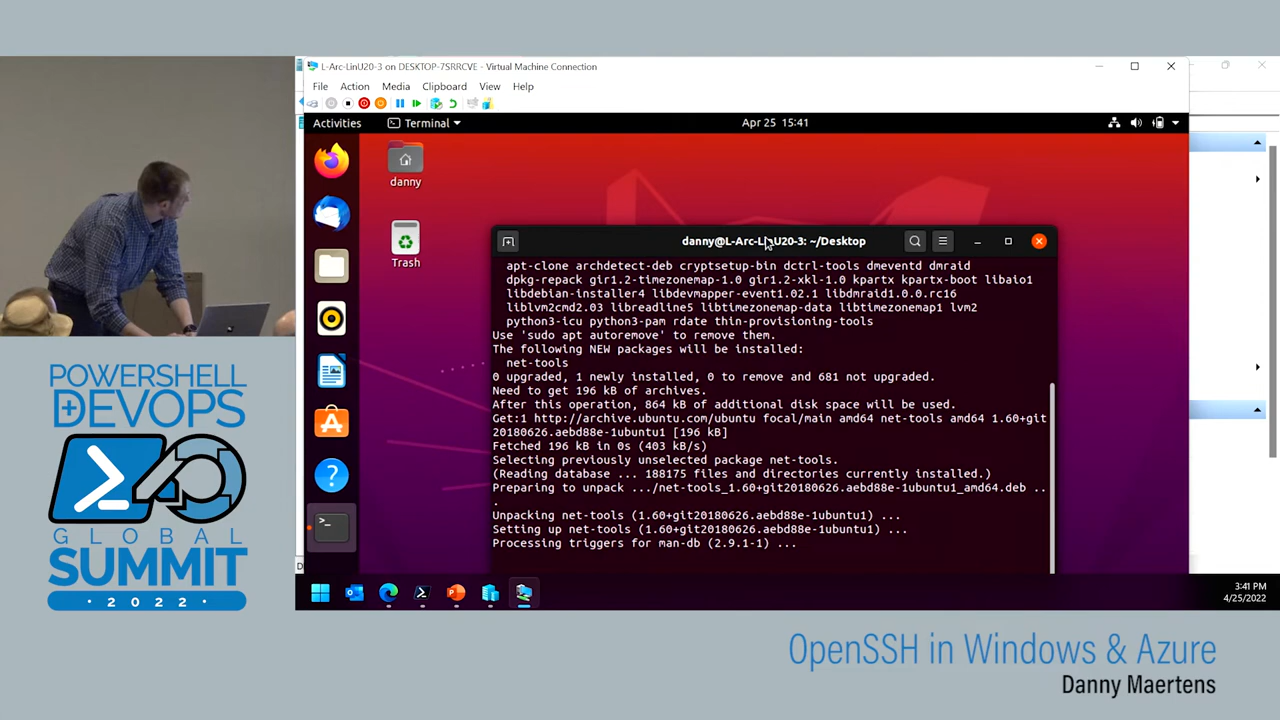 L-Arc-LinU20-3 on DESKTOP-7SRRCVE - Virtual Machine Connection
File Action Media Clipboard View Help
Activities Terminal Apr 25 15:41
danny
Trash
danny@L-Arc-LinU20-3: ~/Desktop
apt-clone archdetect-deb cryptsetup-bin dctrl-tools dmeventd dmraid
dpkg-repack gir1.2-timezonemap-1.0 gir1.2-xkl-1.0 kpartx kpartx-boot libaio1
libdebian-installer4 libdevmapper-event1.02.1 libdmraid1.0.0.rc16
liblvm2cmd2.03 libreadline5 libtimezonemap-data libtimezonemap1 lvm2
python3-icu python3-pam rdate thin-provisioning-tools
Use 'sudo apt autoremove' to remove them.
The following NEW packages will be installed:
net-tools
0 upgraded, 1 newly installed, 0 to remove and 681 not upgraded.
Need to get 196 kB of archives.
After this operation, 864 kB of additional disk space will be used.
Get:1 http://archive.ubuntu.com/ubuntu focal/main amd64 net-tools amd64 1.60+git
20180626.aebd88e-1ubuntu1 [196 kB]
Fetched 196 kB in 0s (403 kB/s)
Selecting previously unselected package net-tools.
(Reading database ... 188175 files and directories currently installed.)
Preparing to unpack .../net-tools_1.60+git20180626.aebd88e-1ubuntu1_amd64.deb ..
.
Unpacking net-tools (1.60+git20180626.aebd88e-1ubuntu1) ...
Setting up net-tools (1.60+git20180626.aebd88e-1ubuntu1) ...
Processing triggers for man-db (2.9.1-1) ...
3:41 PM
4/25/2022
POWERSHELL
DEVOPS
GLOBAL
SUMMIT
· 2022 ·
OpenSSH in Windows & Azure
Danny Maertens